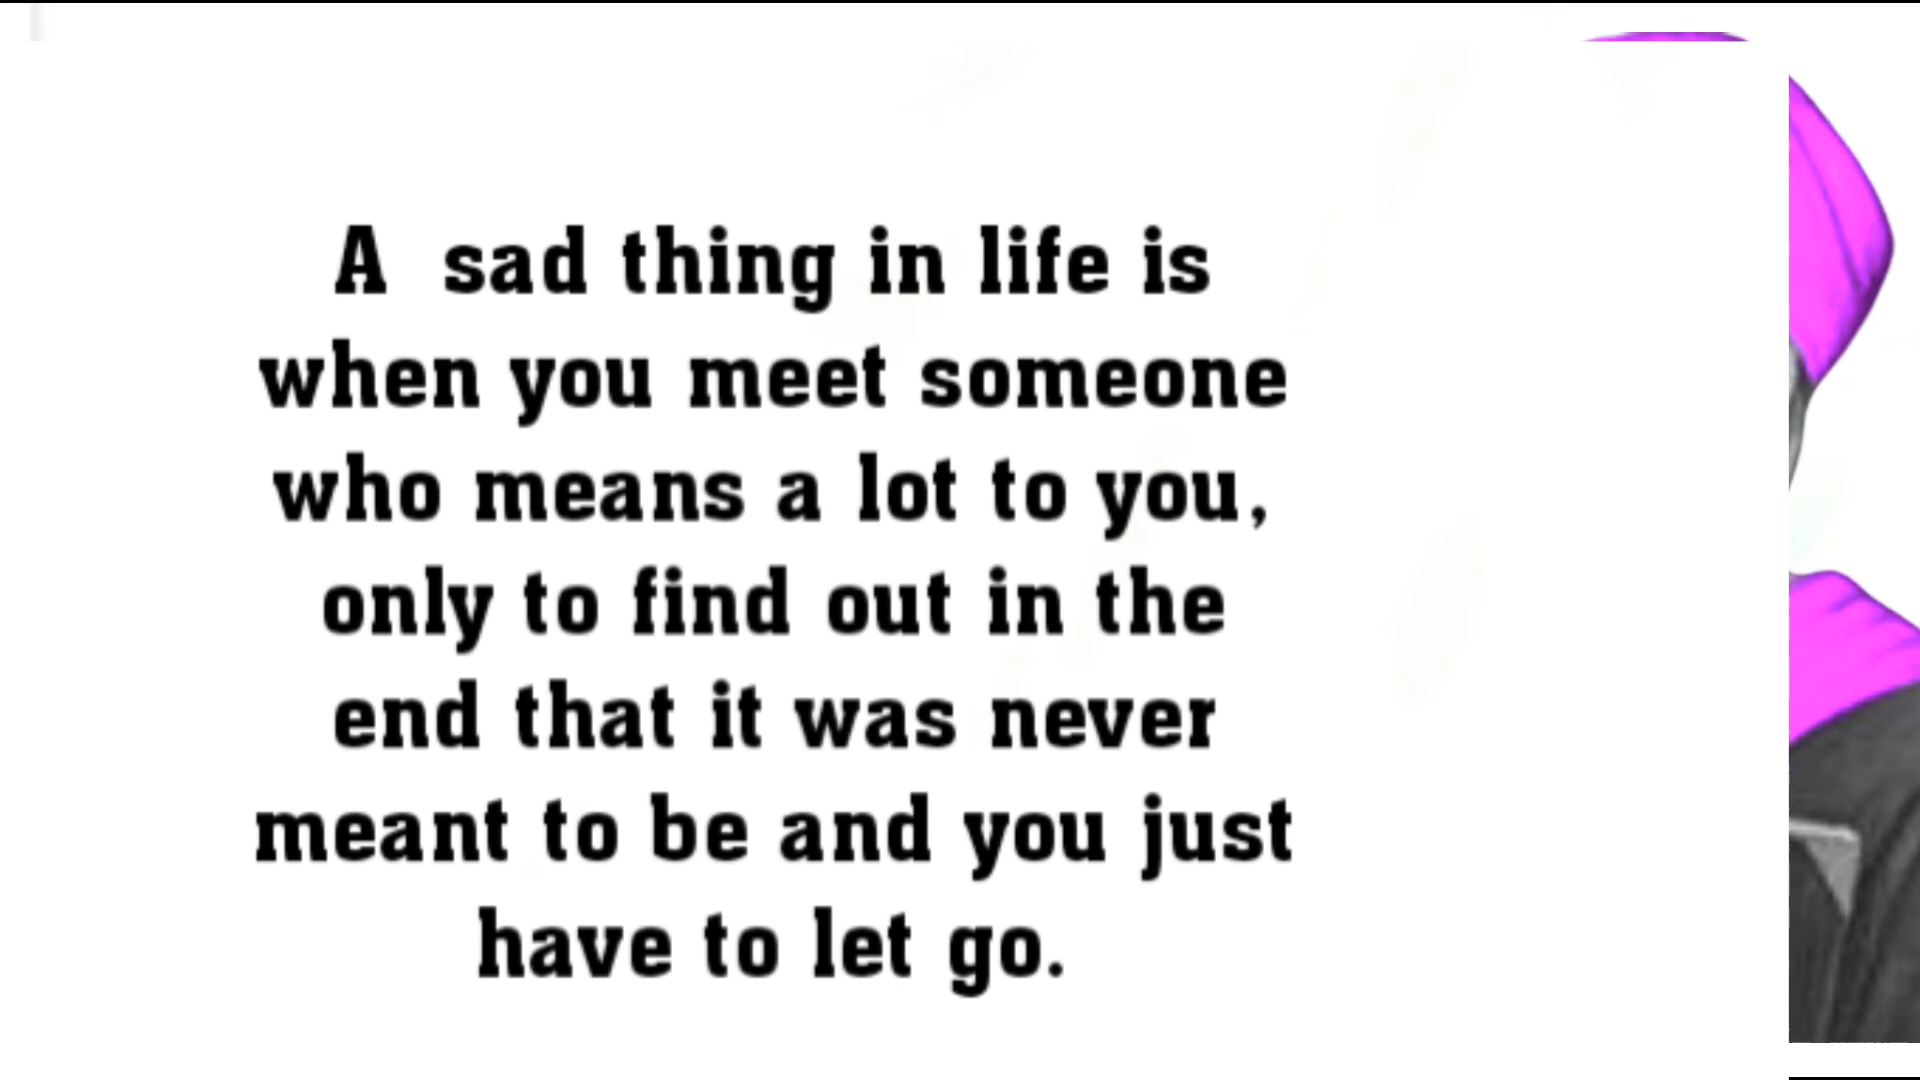 A sad thing in life is
when you meet someone
who means a lot to you,
only to find out in the
end that it was never
meant to be and you just
have to let go.